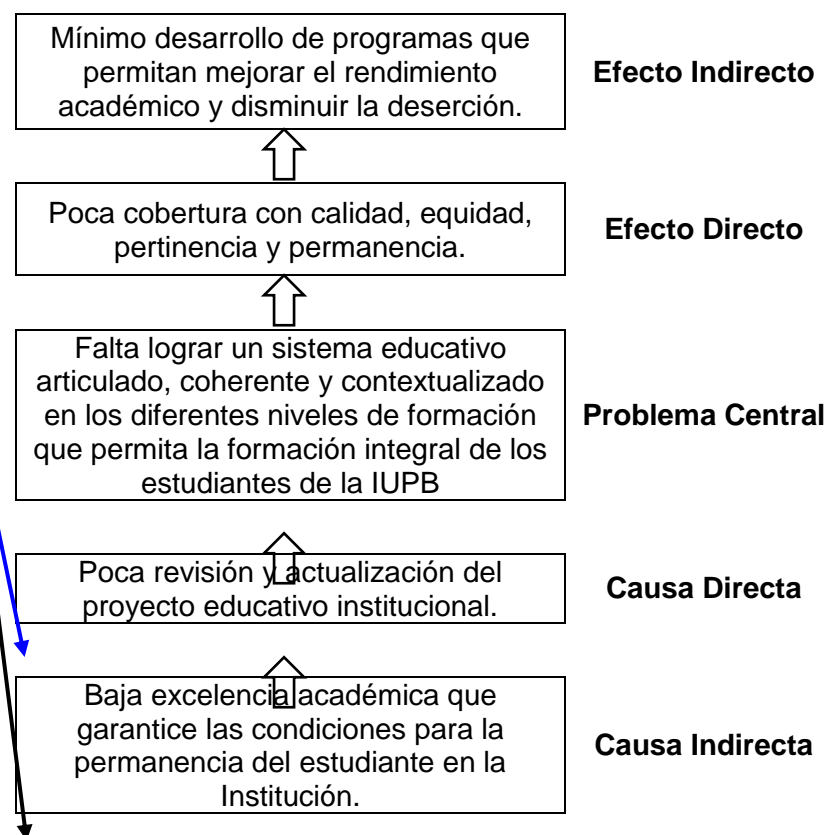 Mínimo desarrollo de programas que
permitan mejorar el rendimiento
académico y disminuir la deserción.
Efecto Indirecto
Poca cobertura con calidad, equidad,
pertinencia y permanencia.
Efecto Directo
Falta lograr un sistema educativo
articulado, coherente y contextualizado
en los diferentes niveles de formación
que permita la formación integral de los
estudiantes de la IUPB
Problema Central
Poca revisión y actualización del
proyecto educativo institucional.
Causa Directa
Baja excelencia académica que
garantice las condiciones para la
permanencia del estudiante en la
Institución.
Causa Indirecta